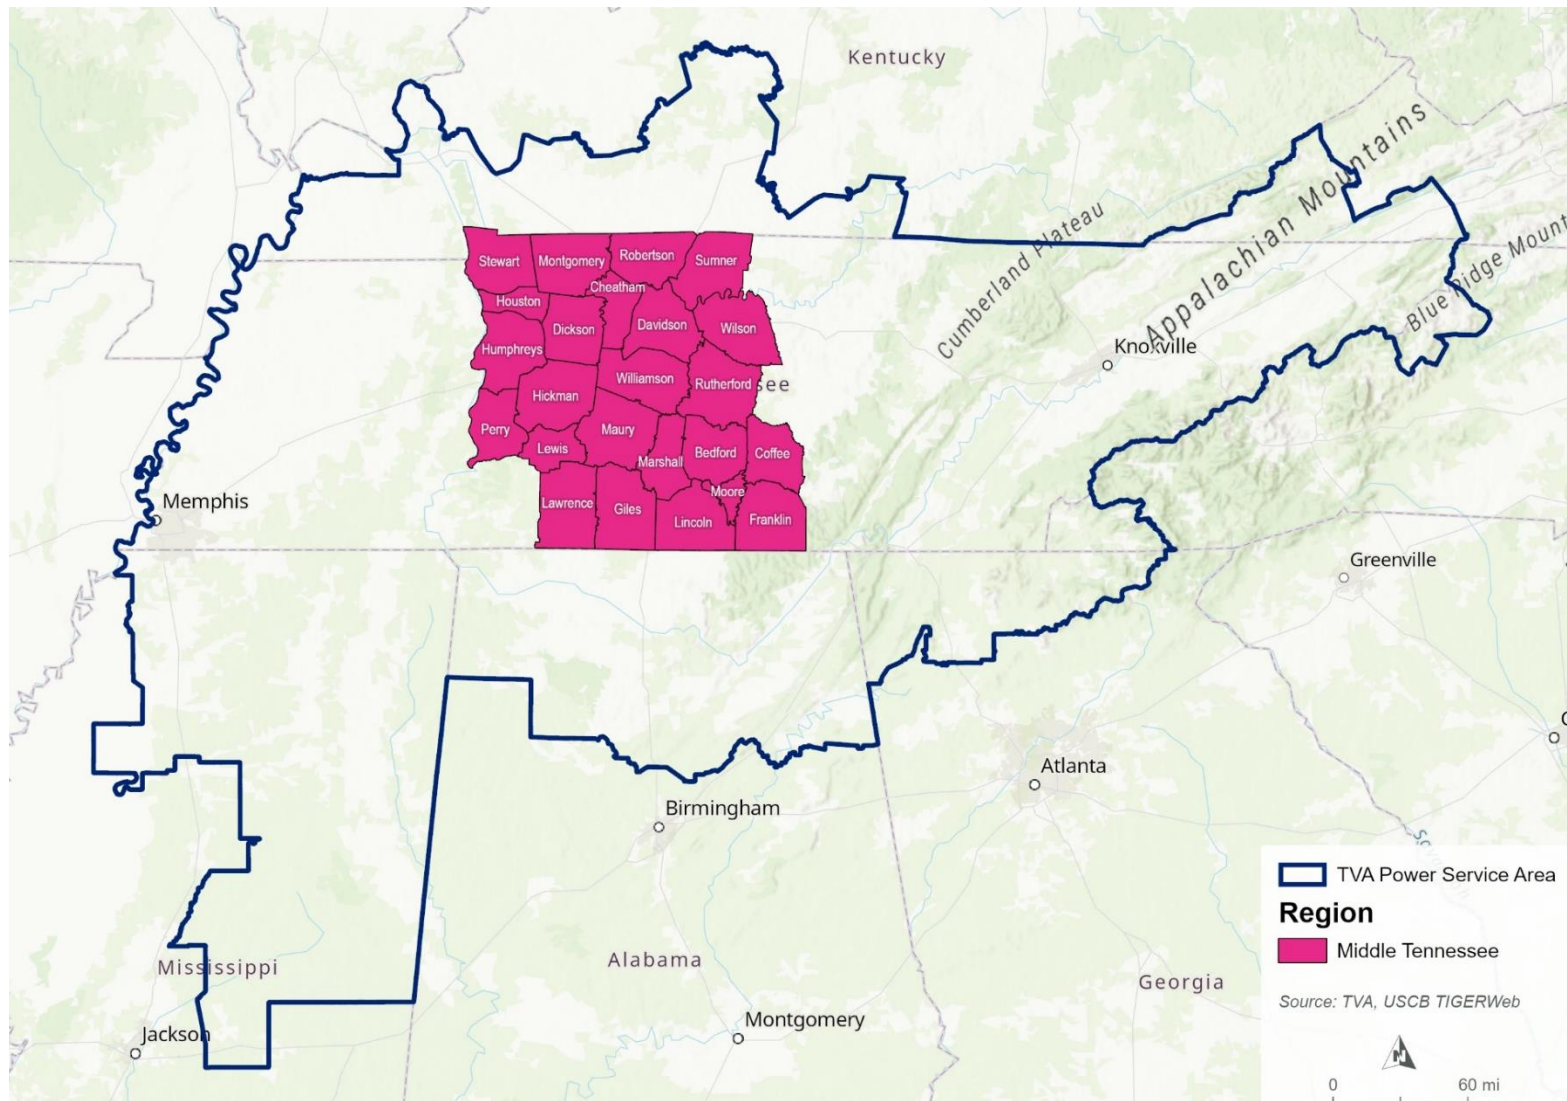 Kentucky
Appalachian Mountains
Cumberland Plateau
Blue Ridge Mount
Stewart
Montgomery
Robertson
Sumner
Cheatham
Houston
Dickson
Davidson
Wilson
Humphreys
Williamson
Rutherford
see
Hickman
Perry
Lewis
Maury
Marshall
Bedford
Coffee
Moore
Lawrence
Giles
Lincoln
Franklin
Knoxville
Memphis
Greenville
Atlanta
Birmingham
Mississippi
Alabama
Georgia
Jackson
Montgomery
TVA Power Service Area
Region
Middle Tennessee
Source: TVA, USCB TIGERWeb
N
0 60 mi